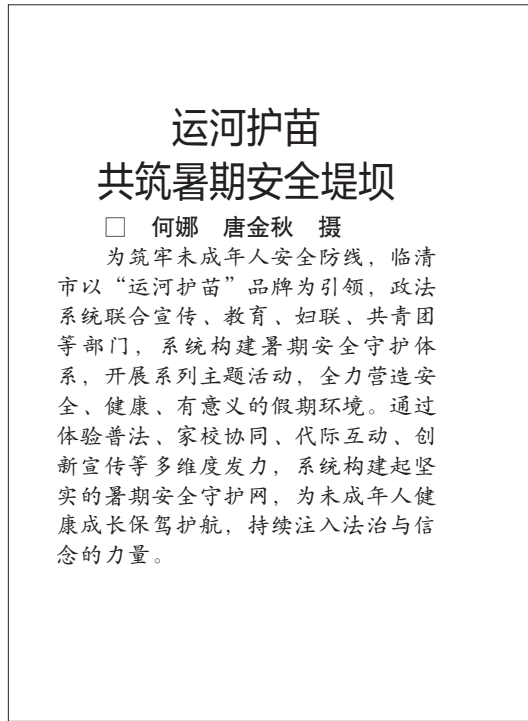 运河护苗
共筑暑期安全堤坝
□ 何娜 唐金秋 摄
为筑牢未成年人安全防线，临清
市以“运河护苗”品牌为引领，政法
系统联合宣传、教育、妇联、共青团
等部门，系统构建暑期安全守护体
系，开展系列主题活动，全力营造安
全、健康、有意义的假期环境。通过
体验普法、家校协同、代际互动、创
新宣传等多维度发力，系统构建起坚
实的暑期安全守护网，为未成年人健
康成长保驾护航，持续注入法治与信
念的力量。